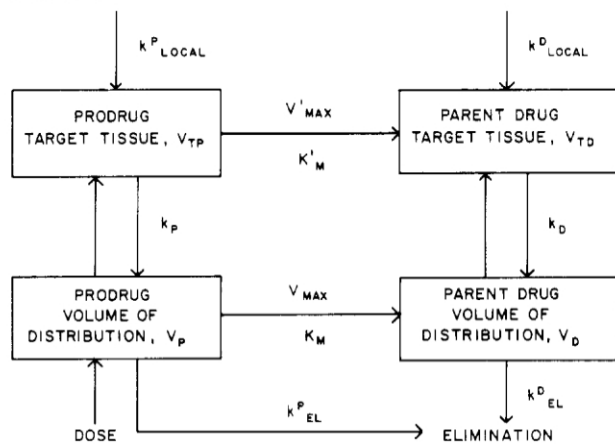 k^P_LOCAL
k^D_LOCAL
PRODRUG
TARGET TISSUE, V_TP
V'_MAX
K'_M
PARENT DRUG
TARGET TISSUE, V_TD
k_P
k_D
PRODRUG
VOLUME OF
DISTRIBUTION, V_P
V_MAX
K_M
PARENT DRUG
VOLUME OF
DISTRIBUTION, V_D
k^P_EL
k^D_EL
DOSE
ELIMINATION